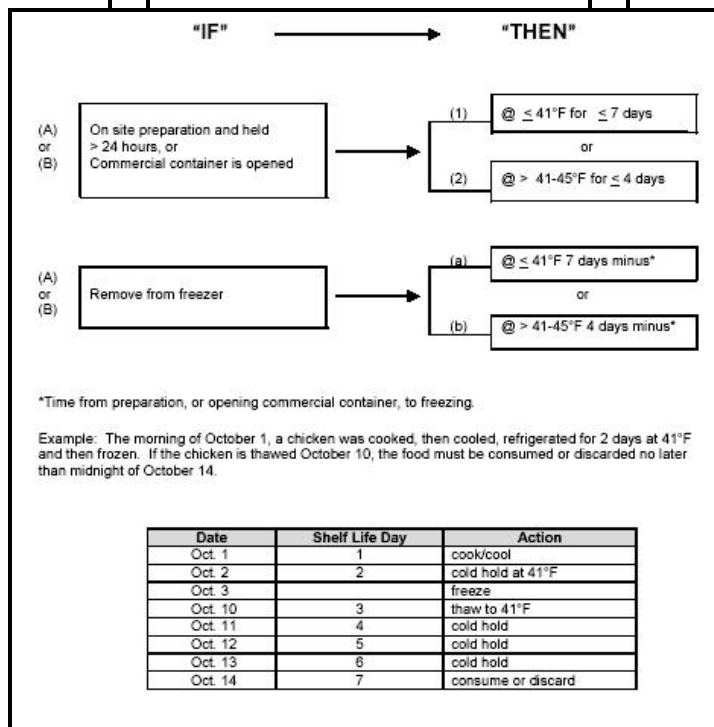 "IF" "THEN"
(A)
or
(B)
On site preparation and held
> 24 hours, or
Commercial container is opened
(1) @ ≤ 41°F for ≤ 7 days
or
(2) @ > 41-45°F for ≤ 4 days
(A)
or
(B)
Remove from freezer
(a) @ ≤ 41°F 7 days minus*
or
(b) @ > 41-45°F 4 days minus*
*Time from preparation, or opening commercial container, to freezing.
Example: The morning of October 1, a chicken was cooked, then cooled, refrigerated for 2 days at 41°F
and then frozen. If the chicken is thawed October 10, the food must be consumed or discarded no later
than midnight of October 14.
Date Shelf Life Day Action
Oct. 1 1 cook/cool
Oct. 2 2 cold hold at 41°F
Oct. 3 freeze
Oct. 10 3 thaw to 41°F
Oct. 11 4 cold hold
Oct. 12 5 cold hold
Oct. 13 6 cold hold
Oct. 14 7 consume or discard